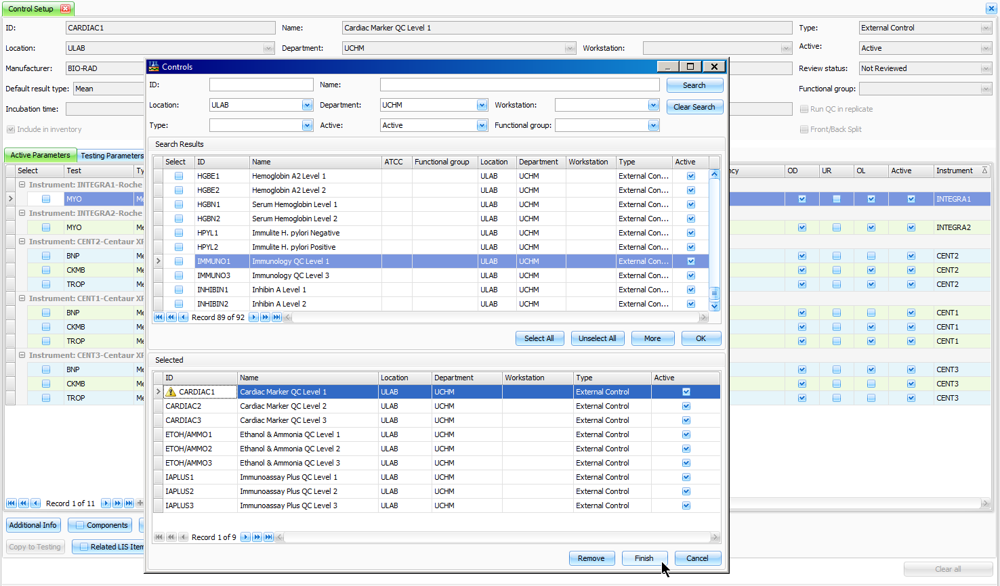 Control Setup
ID: CARDIAC1 Name: Cardiac Marker QC Level 1 Type: External Control
Location: ULAB Department: UCHM Workstation: Active: Active
Manufacturer: BIO-RAD Review status: Not Reviewed
Default result type: Mean Functional group:
Incubation time: Run QC in replicate
Include in inventory Front/Back Split
Active Parameters Testing Parameters
Select Test Ty cy OD UR OL Active Instrument
Instrument: INTEGRA1-Roche
MYO Me INTEGRA1
Instrument: INTEGRA2-Roche
MYO Me INTEGRA2
Instrument: CENT2-Centaur XP
BNP Me CENT2
CKMB Me CENT2
TROP Me CENT2
Instrument: CENT1-Centaur XP
BNP Me CENT1
CKMB Me CENT1
TROP Me CENT1
Instrument: CENT3-Centaur XP
BNP Me CENT3
CKMB Me CENT3
TROP Me CENT3
Record 1 of 11
Additional Info Components
Copy to Testing Related LIS Item
Clear all
Controls
ID: Name: Search
Location: ULAB Department: UCHM Workstation: Clear Search
Type: Active: Active Functional group:
Search Results
Select ID Name ATCC Functional group Location Department Workstation Type Active
HGBE1 Hemoglobin A2 Level 1 ULAB UCHM External Con...
HGBE2 Hemoglobin A2 Level 2 ULAB UCHM External Con...
HGBN1 Serum Hemoglobin Level 1 ULAB UCHM External Con...
HGBN2 Serum Hemoglobin Level 2 ULAB UCHM External Con...
HPYL1 Immulite H. pylori Negative ULAB UCHM External Con...
HPYL2 Immulite H. pylori Positive ULAB UCHM External Con...
IMMUNO1 Immunology QC Level 1 ULAB UCHM External Con...
IMMUNO3 Immunology QC Level 3 ULAB UCHM External Con...
INHIBIN1 Inhibin A Level 1 ULAB UCHM External Con...
INHIBIN2 Inhibin A Level 2 ULAB UCHM External Con...
Record 89 of 92
Select All Unselect All More OK
Selected
ID Name Location Department Workstation Type Active
CARDIAC1 Cardiac Marker QC Level 1 ULAB UCHM External Control
CARDIAC2 Cardiac Marker QC Level 2 ULAB UCHM External Control
CARDIAC3 Cardiac Marker QC Level 3 ULAB UCHM External Control
ETOH/AMMO1 Ethanol & Ammonia QC Level 1 ULAB UCHM External Control
ETOH/AMMO2 Ethanol & Ammonia QC Level 2 ULAB UCHM External Control
ETOH/AMMO3 Ethanol & Ammonia QC Level 3 ULAB UCHM External Control
IAPLUS1 Immunoassay Plus QC Level 1 ULAB UCHM External Control
IAPLUS2 Immunoassay Plus QC Level 2 ULAB UCHM External Control
IAPLUS3 Immunoassay Plus QC Level 3 ULAB UCHM External Control
Record 1 of 9
Remove Finish Cancel